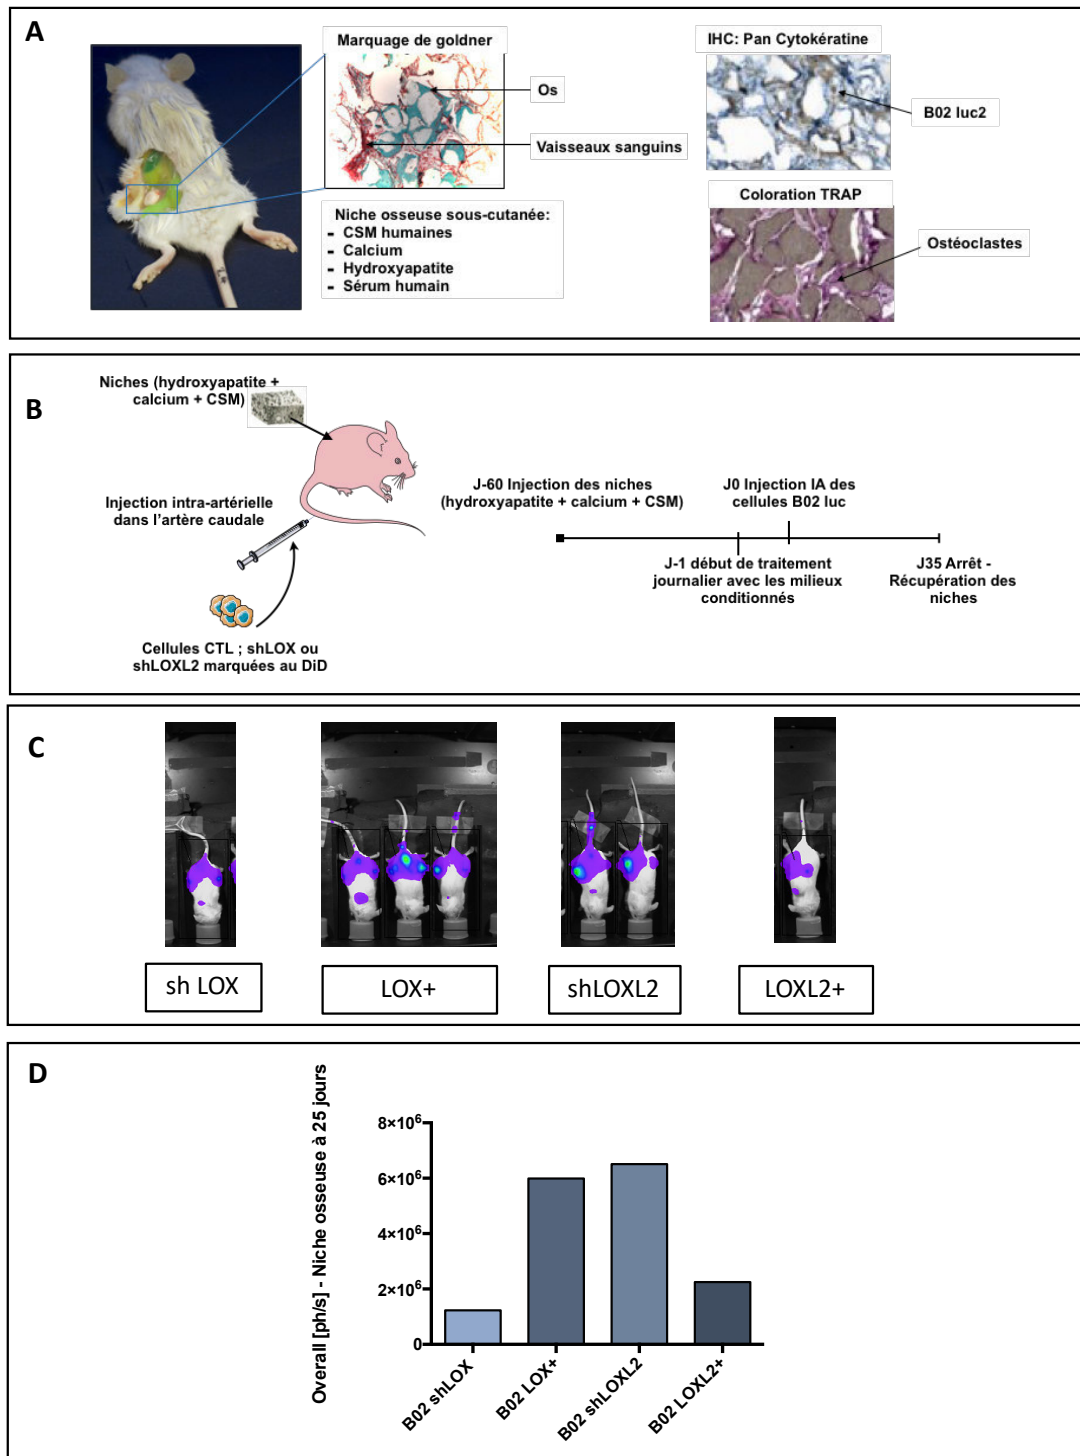 A
Marquage de goldner
Os
Vaisseaux sanguins
Niche osseuse sous-cutanée:
- CSM humaines
- Calcium
- Hydroxyapatite
- Sérum humain
IHC: Pan Cytokératine
B02 luc2
Coloration TRAP
Ostéoclastes
B
Niches (hydroxyapatite +
calcium + CSM)
Injection intra-artérielle
dans l'artère caudale
Cellules CTL ; shLOX ou
shLOXL2 marquées au DiD
J-60 Injection des niches
(hydroxyapatite + calcium + CSM)
J0 Injection IA des
cellules B02 luc
J-1 début de traitement
journalier avec les milieux
conditionnés
J35 Arrêt -
Récupération des
niches
C
sh LOX
LOX+
shLOXL2
LOXL2+
D
Overall [ph/s] - Niche osseuse à 25 jours
8×10⁶
6×10⁶
4×10⁶
2×10⁶
0
B02 shLOX
B02 LOX+
B02 shLOXL2
B02 LOXL2+